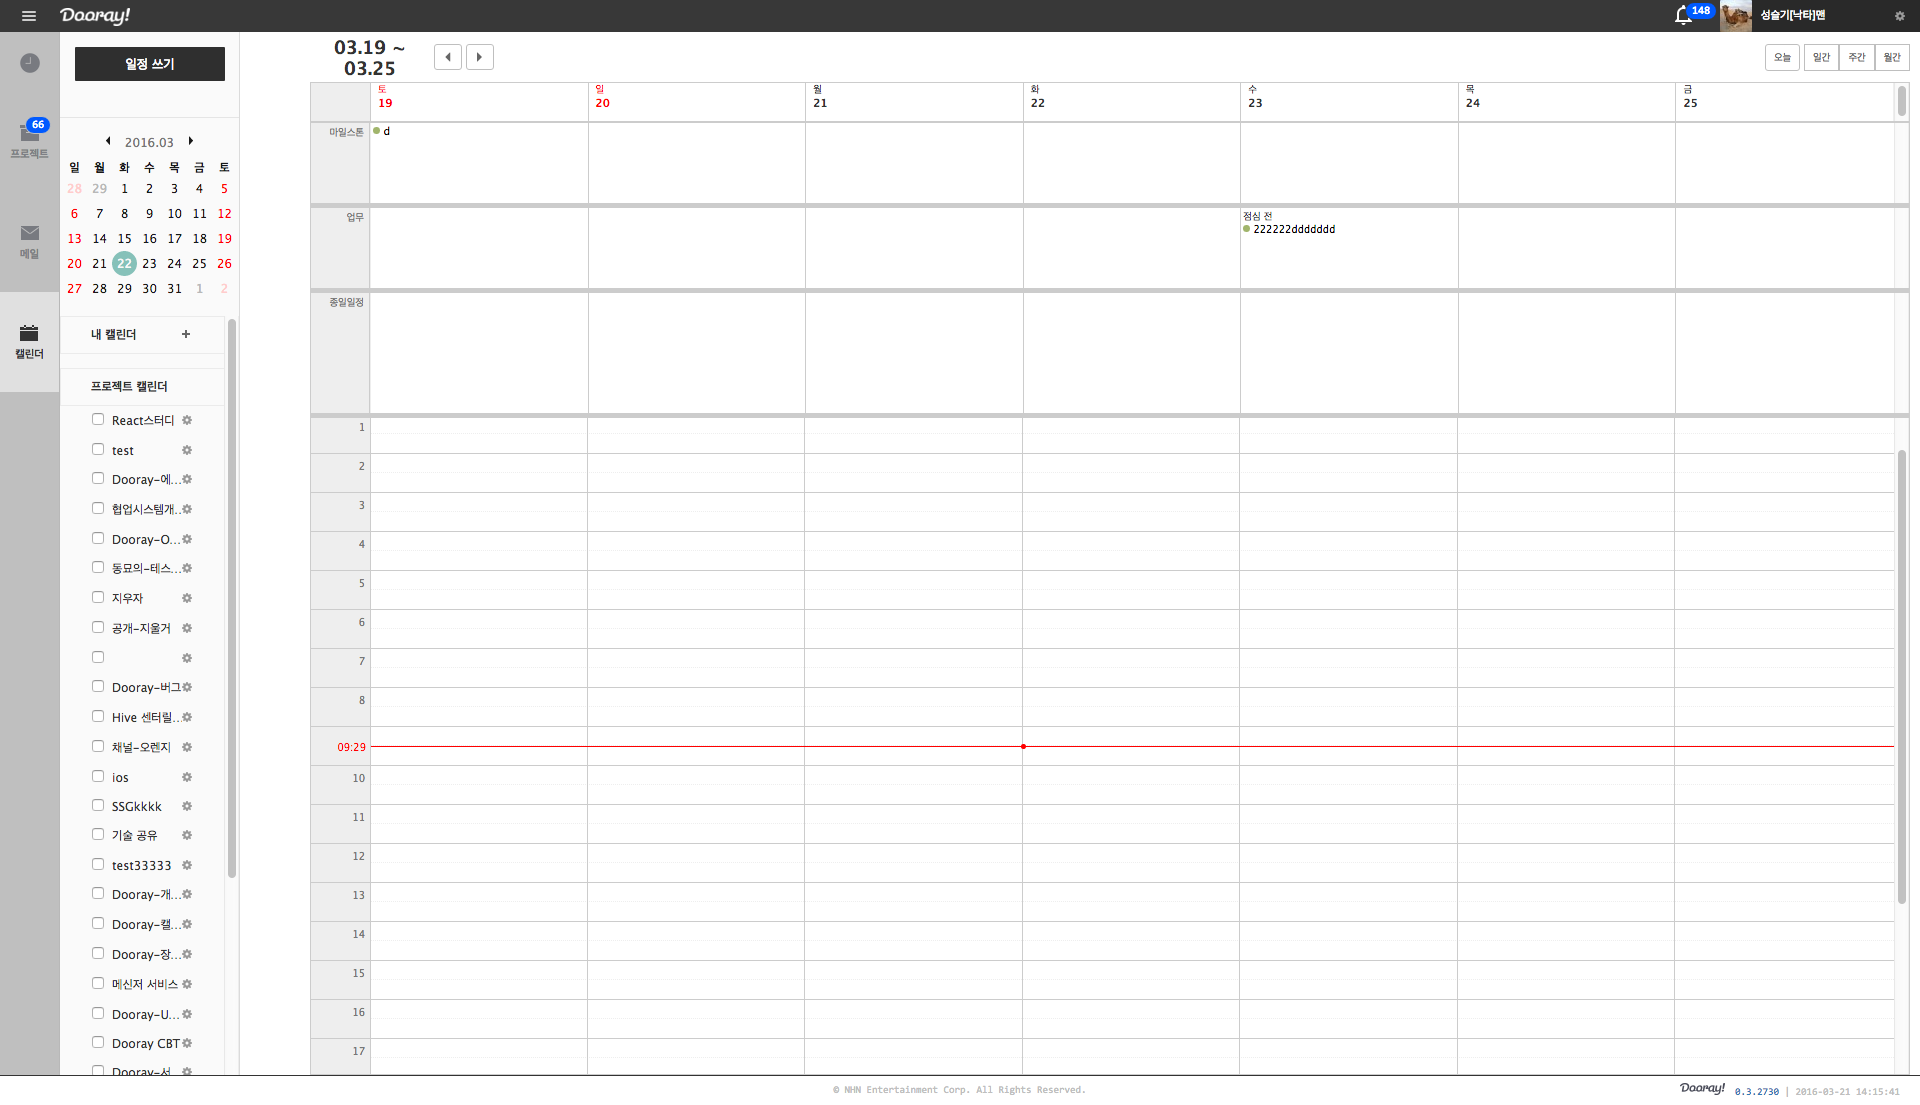 Dooray!
148
성슬기[낙타]맨
66
프로젝트
메일
캘린더
일정 쓰기
2016.03
일 월 화 수 목 금 토
28 29 1 2 3 4 5
6 7 8 9 10 11 12
13 14 15 16 17 18 19
20 21 22 23 24 25 26
27 28 29 30 31 1 2
내 캘린더 +
프로젝트 캘린더
React스터디
test
Dooray-에...
협업시스템개...
Dooray-O...
동묘의-테스...
지우자
공개-지울거
Dooray-버그
Hive 센터릴...
채널-오렌지
ios
SSGkkkk
기술 공유
test33333
Dooray-개...
Dooray-캘...
Dooray-장...
메신저 서비스
Dooray-U...
Dooray CBT
Dooray-서
03.19 ~
03.25
오늘 일간 주간 월간
토 일 월 화 수 목 금
19 20 21 22 23 24 25
마일스톤 d
업무
점심 전
222222ddddddd
종일일정
1
2
3
4
5
6
7
8
09:29
10
11
12
13
14
15
16
17
© NHN Entertainment Corp. All Rights Reserved.
Dooray! 0.3.2730 | 2016-03-21 14:15:41